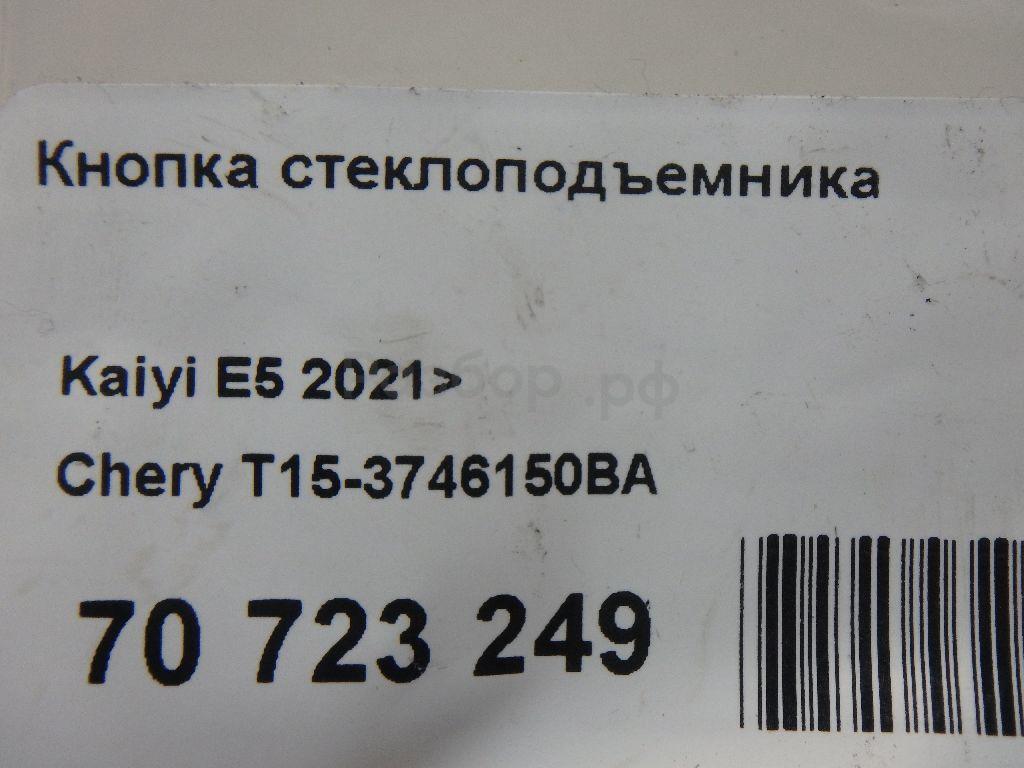 Кнопка стеклоподъемника
Kaiyi E5 2021>
Chery T15-3746150BA
70 723 249